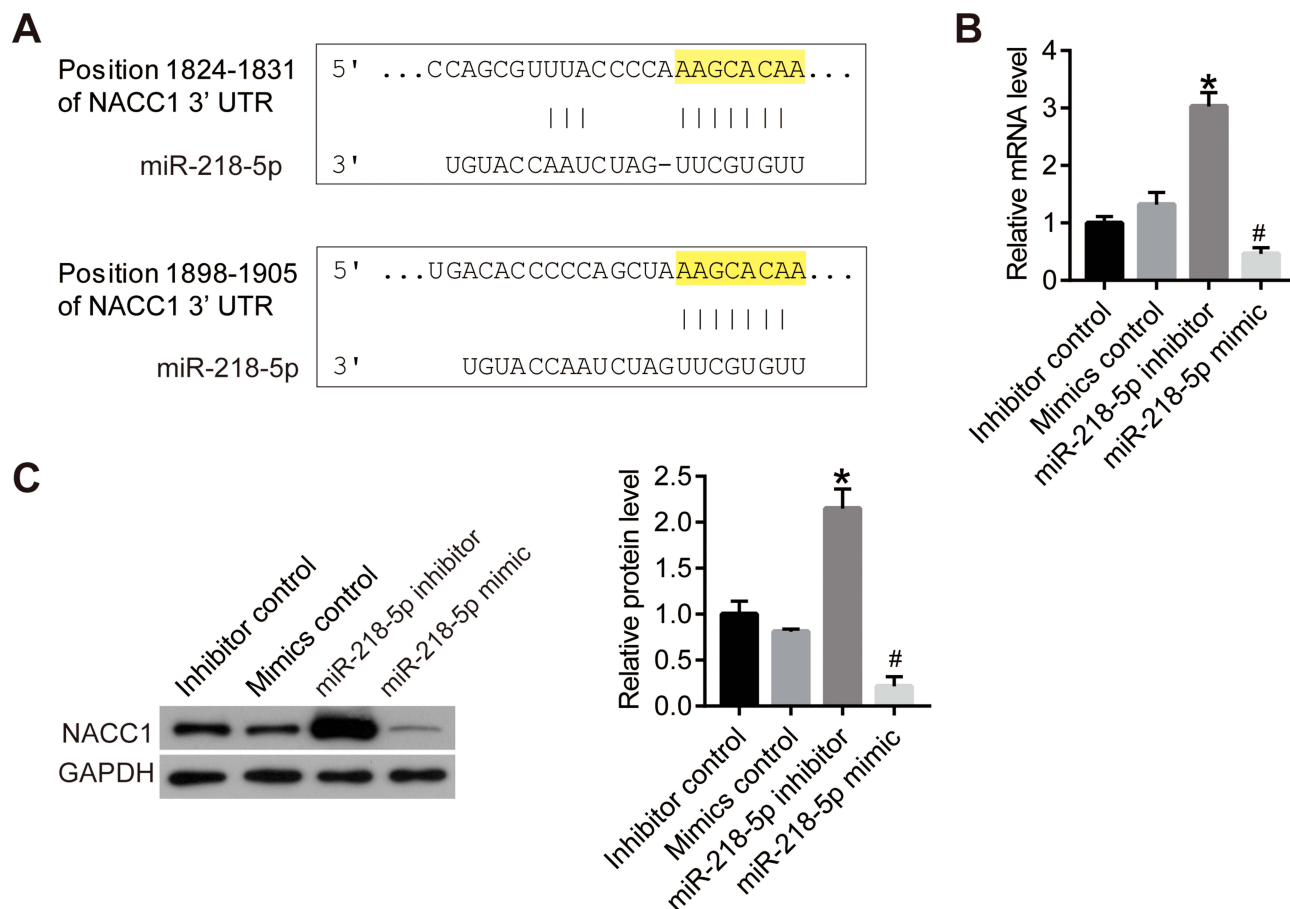 A
Position 1824-1831
of NACC1 3’ UTR
5' ...CCAGCGUUUACCCCAAAGCACAA...
||| |||||||
miR-218-5p
3' UGUACCAAUCUAG-UUCGUGUU
Position 1898-1905
of NACC1 3’ UTR
5' ...UGACACCCCCAGCUAAAGCACAA...
|||||||
miR-218-5p
3' UGUACCAAUCUAGUUCGUGUU
B
Relative mRNA level
4
3
2
1
0
*
#
Inhibitor control
Mimics control
miR-218-5p inhibitor
miR-218-5p mimic
C
Inhibitor control
Mimics control
miR-218-5p inhibitor
miR-218-5p mimic
NACC1
GAPDH
Relative protein level
2.5
2.0
1.5
1.0
0.5
0.0
*
#
Inhibitor control
Mimics control
miR-218-5p inhibitor
miR-218-5p mimic